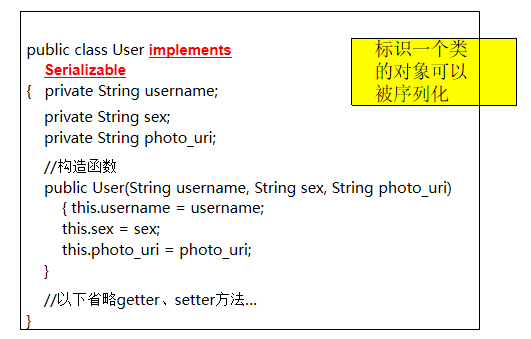 public class User implements
Serializable
{ private String username;
private String sex;
private String photo_uri;
//构造函数
public User(String username, String sex, String photo_uri)
{ this.username = username;
this.sex = sex;
this.photo_uri = photo_uri;
}
//以下省略getter、setter方法...
}
标识一个类
的对象可以
被序列化